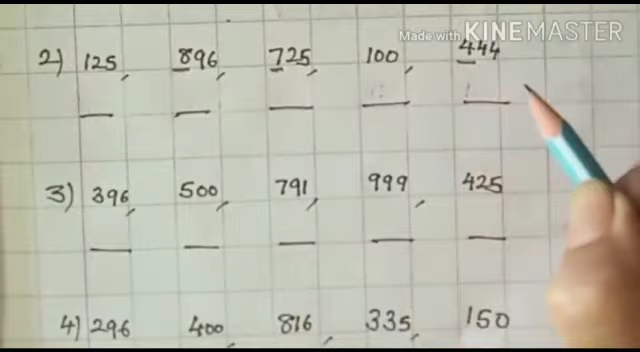 Made with KINEMASTER
2) 125, 896, 725, 100, 444
3) 396, 500, 791, 999, 425
4) 296 400, 816, 335, 150